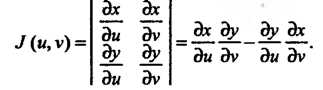 J (u, v) = | ∂x/∂u ∂x/∂v |
| ∂y/∂u ∂y/∂v | = ∂x/∂u ∂y/∂v − ∂y/∂u ∂x/∂v.